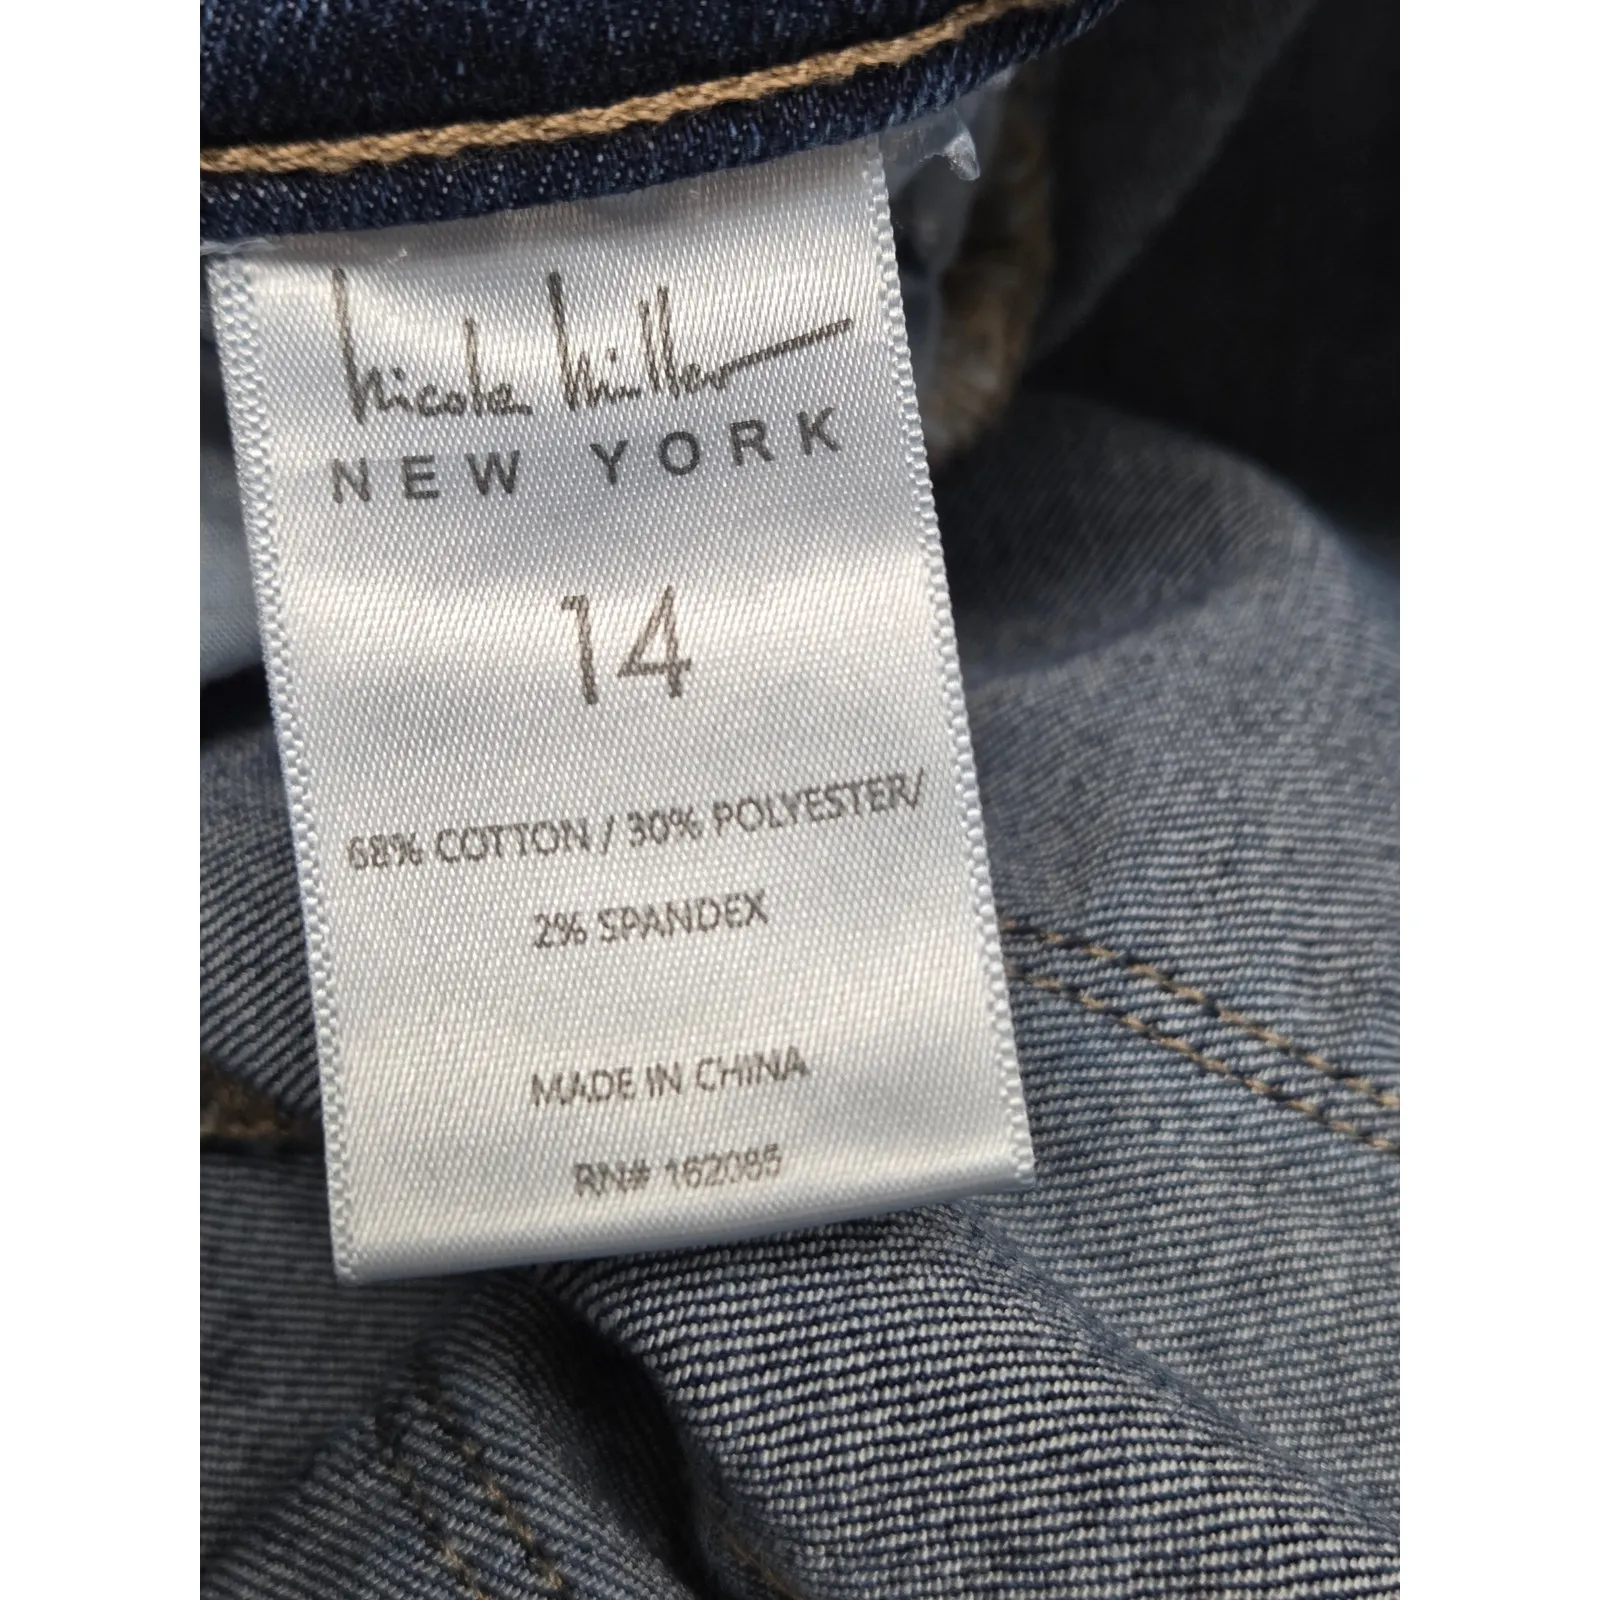 Nicole Miller
NEW YORK
14
68% COTTON / 30% POLYESTER/
2% SPANDEX
MADE IN CHINA
RN# 162085